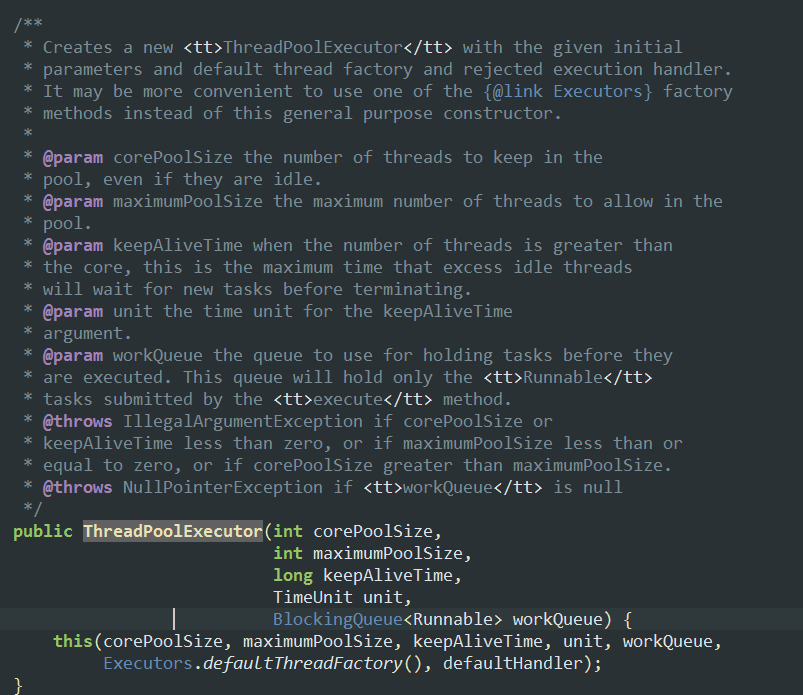 /**
 * Creates a new <tt>ThreadPoolExecutor</tt> with the given initial
 * parameters and default thread factory and rejected execution handler.
 * It may be more convenient to use one of the {@link Executors} factory
 * methods instead of this general purpose constructor.
 *
 * @param corePoolSize the number of threads to keep in the
 * pool, even if they are idle.
 * @param maximumPoolSize the maximum number of threads to allow in the
 * pool.
 * @param keepAliveTime when the number of threads is greater than
 * the core, this is the maximum time that excess idle threads
 * will wait for new tasks before terminating.
 * @param unit the time unit for the keepAliveTime
 * argument.
 * @param workQueue the queue to use for holding tasks before they
 * are executed. This queue will hold only the <tt>Runnable</tt>
 * tasks submitted by the <tt>execute</tt> method.
 * @throws IllegalArgumentException if corePoolSize or
 * keepAliveTime less than zero, or if maximumPoolSize less than or
 * equal to zero, or if corePoolSize greater than maximumPoolSize.
 * @throws NullPointerException if <tt>workQueue</tt> is null
 */
public ThreadPoolExecutor(int corePoolSize,
                          int maximumPoolSize,
                          long keepAliveTime,
                          TimeUnit unit,
                          BlockingQueue<Runnable> workQueue) {
    this(corePoolSize, maximumPoolSize, keepAliveTime, unit, workQueue,
         Executors.defaultThreadFactory(), defaultHandler);
}